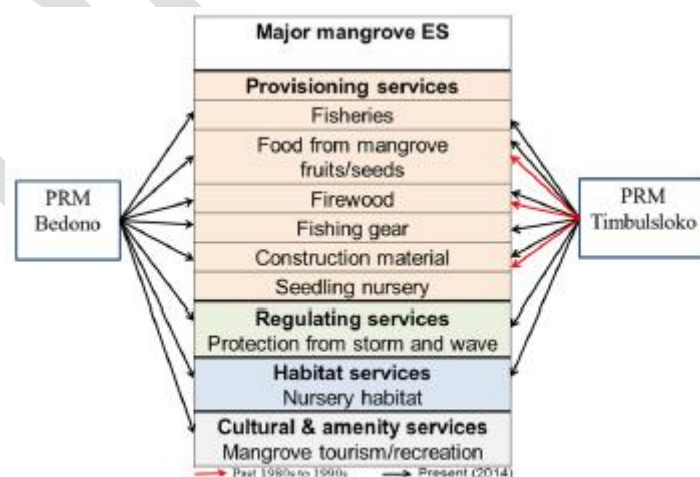 Major mangrove ES
Provisioning services
Fisheries
Food from mangrove
fruits/seeds
Firewood
Fishing gear
Construction material
Seedling nursery
Regulating services
Protection from storm and wave
Habitat services
Nursery habitat
Cultural & amenity services
Mangrove tourism/recreation
PRM
Bedono
PRM
Timbulsloko
Past 1980s to 1990s
Present (2014)